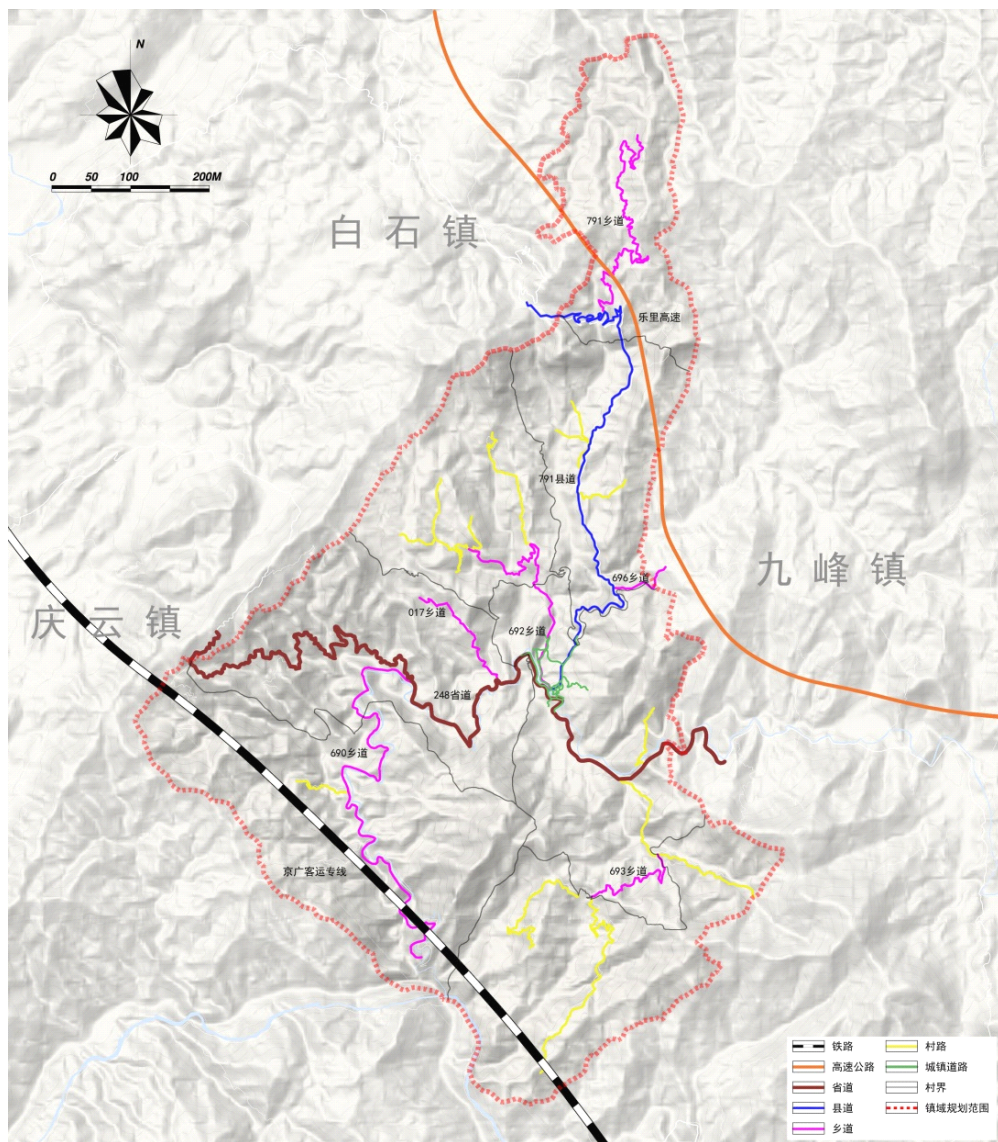 N
0 50 100 200M
791乡道
白石镇
乐里高速
791县道
九峰镇
696乡道
庆云镇
017乡道
692乡道
248省道
690乡道
京广客运专线
693乡道
铁路
高速公路
省道
县道
乡道
村路
城镇道路
村界
镇域规划范围